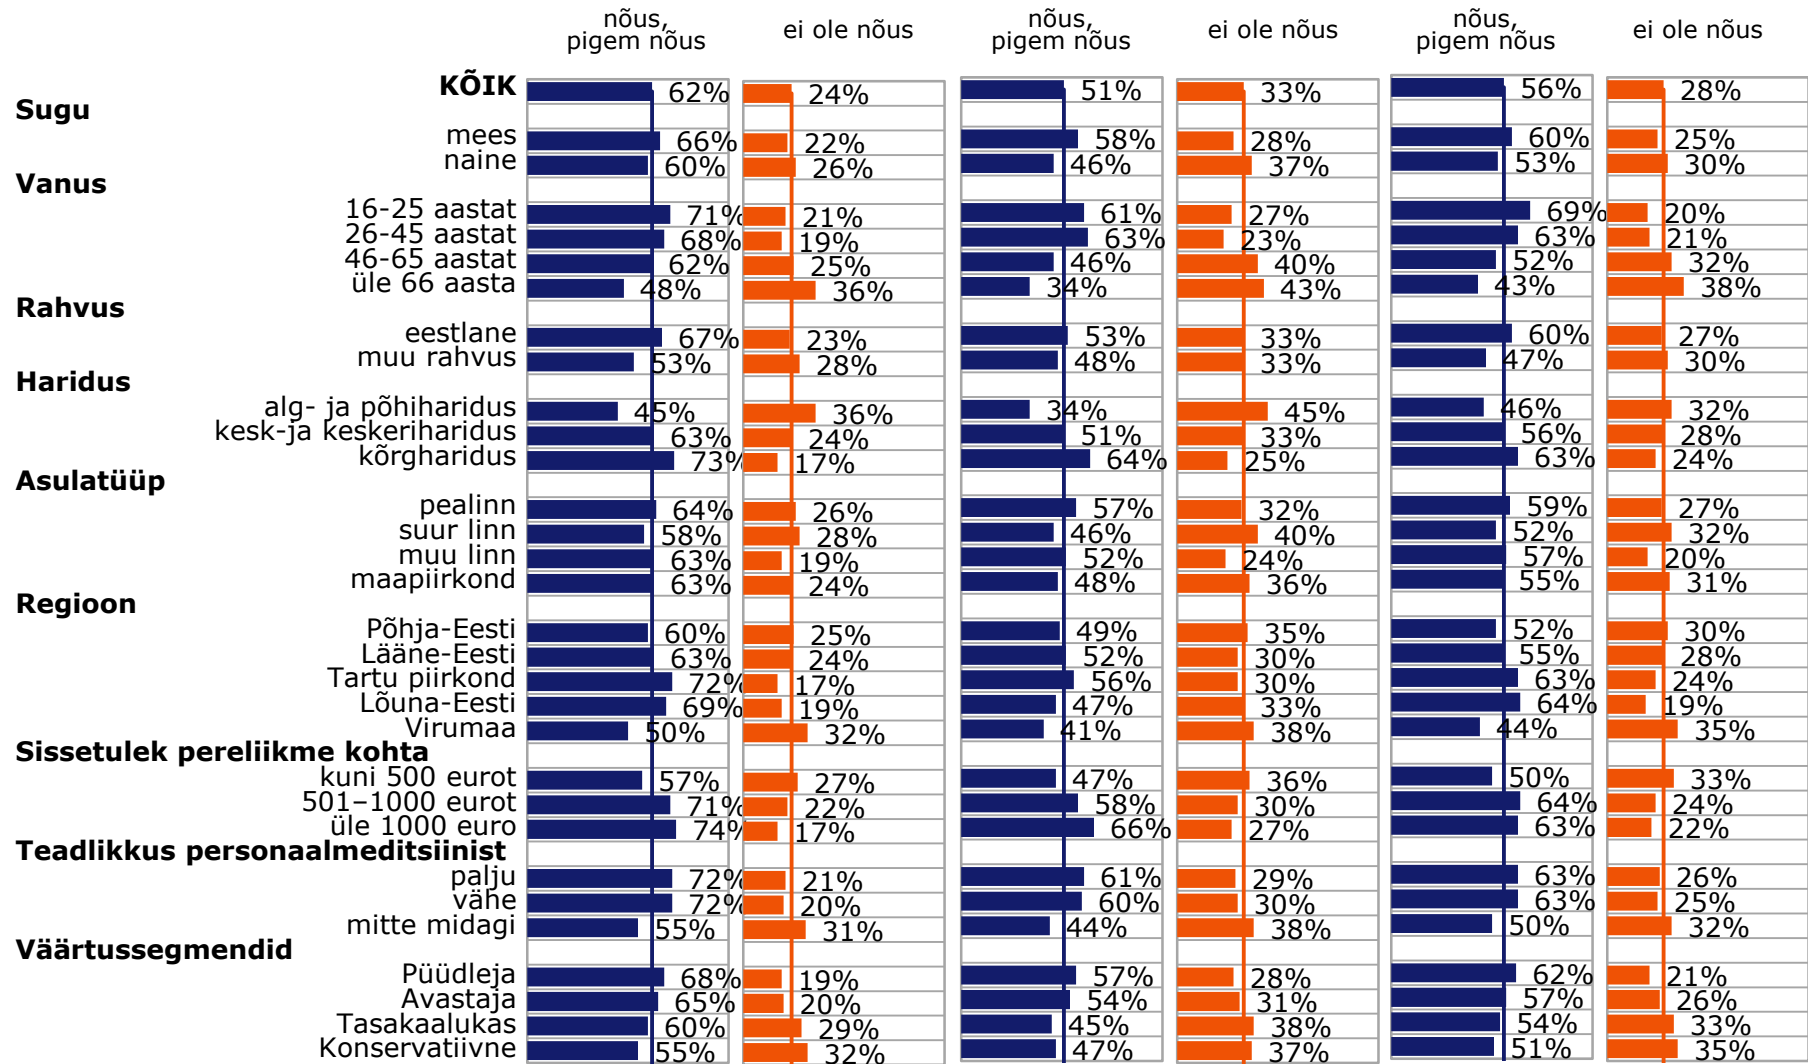 nõus, pigem nõus ei ole nõus nõus, pigem nõus ei ole nõus nõus, pigem nõus ei ole nõus
KÕIK 62% 24% 51% 33% 56% 28%
Sugu
mees 66% 22% 58% 28% 60% 25%
naine 60% 26% 46% 37% 53% 30%
Vanus
16-25 aastat 71% 21% 61% 27% 69% 20%
26-45 aastat 68% 19% 63% 23% 63% 21%
46-65 aastat 62% 25% 46% 40% 52% 32%
üle 66 aasta 48% 36% 34% 43% 43% 38%
Rahvus
eestlane 67% 23% 53% 33% 60% 27%
muu rahvus 53% 28% 48% 33% 47% 30%
Haridus
alg- ja põhiharidus 45% 36% 34% 45% 46% 32%
kesk-ja keskeriharidus 63% 24% 51% 33% 56% 28%
kõrgharidus 73% 17% 64% 25% 63% 24%
Asulatüüp
pealinn 64% 26% 57% 32% 59% 27%
suur linn 58% 28% 46% 40% 52% 32%
muu linn 63% 19% 52% 24% 57% 20%
maapiirkond 63% 24% 48% 36% 55% 31%
Regioon
Põhja-Eesti 60% 25% 49% 35% 52% 30%
Lääne-Eesti 63% 24% 52% 30% 55% 28%
Tartu piirkond 72% 17% 56% 30% 63% 24%
Lõuna-Eesti 69% 19% 47% 33% 64% 19%
Virumaa 50% 32% 41% 38% 44% 35%
Sissetulek pereliikme kohta
kuni 500 eurot 57% 27% 47% 36% 50% 33%
501–1000 eurot 71% 22% 58% 30% 64% 24%
üle 1000 euro 74% 17% 66% 27% 63% 22%
Teadlikkus personaalmeditsiinist
palju 72% 21% 61% 29% 63% 26%
vähe 72% 20% 60% 30% 63% 25%
mitte midagi 55% 31% 44% 38% 50% 32%
Väärtussegmendid
Püüdleja 68% 19% 57% 28% 62% 21%
Avastaja 65% 20% 54% 31% 57% 26%
Tasakaalukas 60% 29% 45% 38% 54% 33%
Konservatiivne 55% 32% 47% 37% 51% 35%